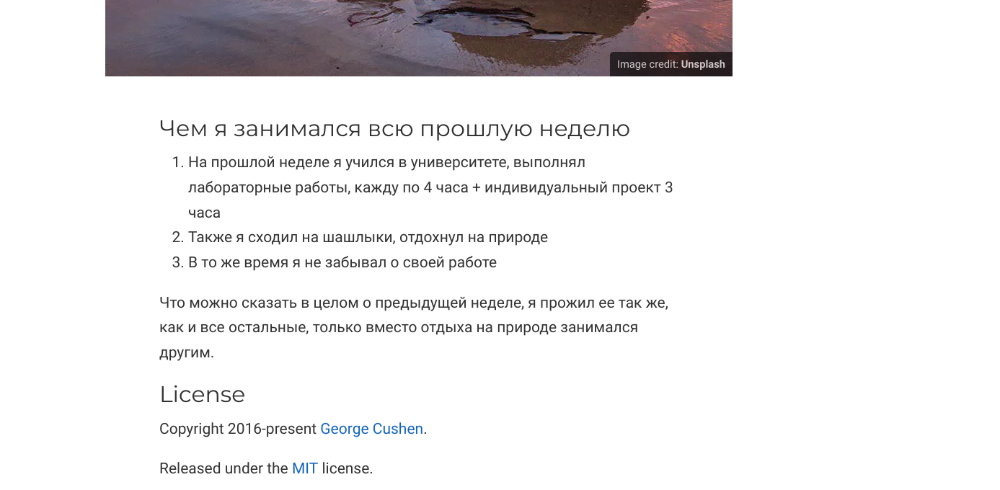 Image credit: Unsplash
Чем я занимался всю прошлую неделю
1. На прошлой неделе я учился в университете, выполнял
лабораторные работы, кажду по 4 часа + индивидуальный проект 3
часа
2. Также я сходил на шашлыки, отдохнул на природе
3. В то же время я не забывал о своей работе
Что можно сказать в целом о предыдущей неделе, я прожил ее так же,
как и все остальные, только вместо отдыха на природе занимался
другим.
License
Copyright 2016-present George Cushen.
Released under the MIT license.